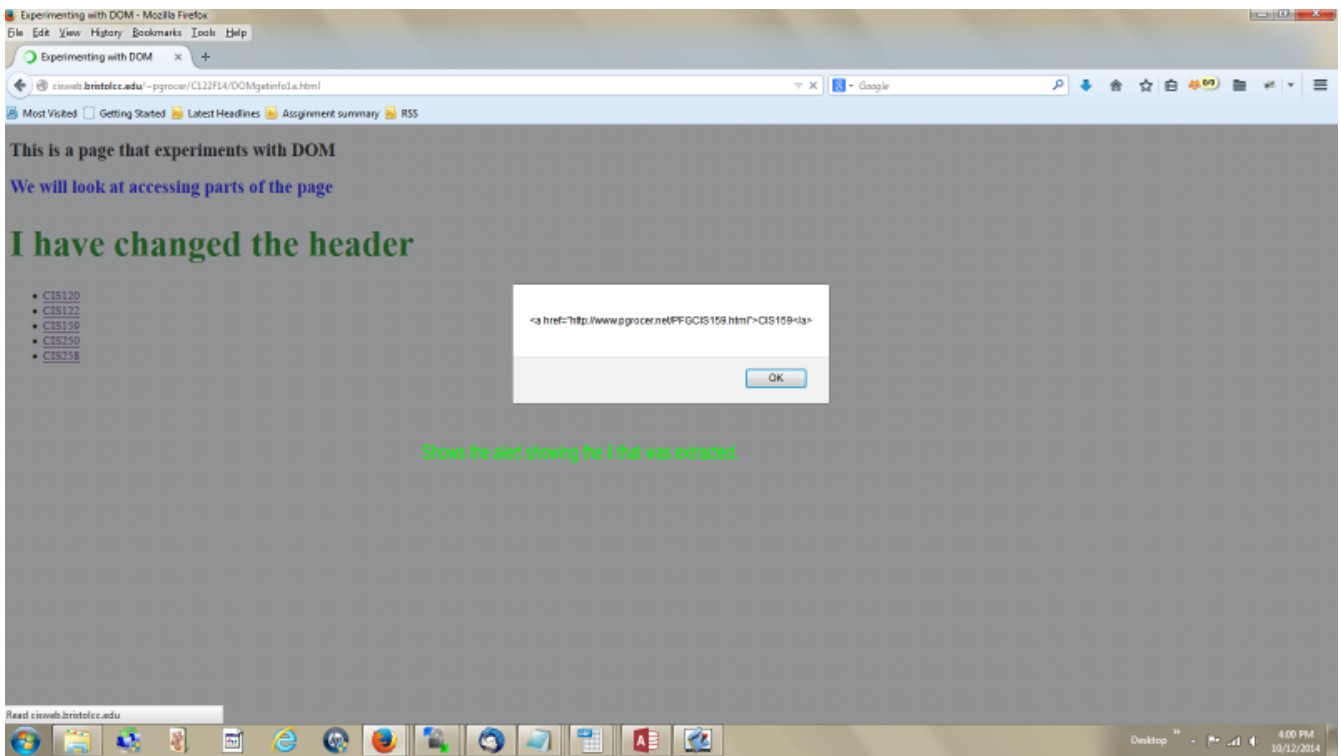 Experimenting with DOM - Mozilla Firefox
File Edit View History Bookmarks Tools Help
Experimenting with DOM × +
cisweb.bristolcc.edu/~pgrocer/C122F14/DOMgetinfo1a.html
Google
Most Visited Getting Started Latest Headlines Assginment summary RSS
This is a page that experiments with DOM
We will look at accessing parts of the page
I have changed the header
• CIS120
• CIS122
• CIS159
• CIS250
• CIS258
<a href="http://www.pgrocer.net/PFGCIS159.html">CIS159</a>
OK
Shows the alert showing the li that was extracted.
Read cisweb.bristolcc.edu
Desktop
4:00 PM
10/12/2014